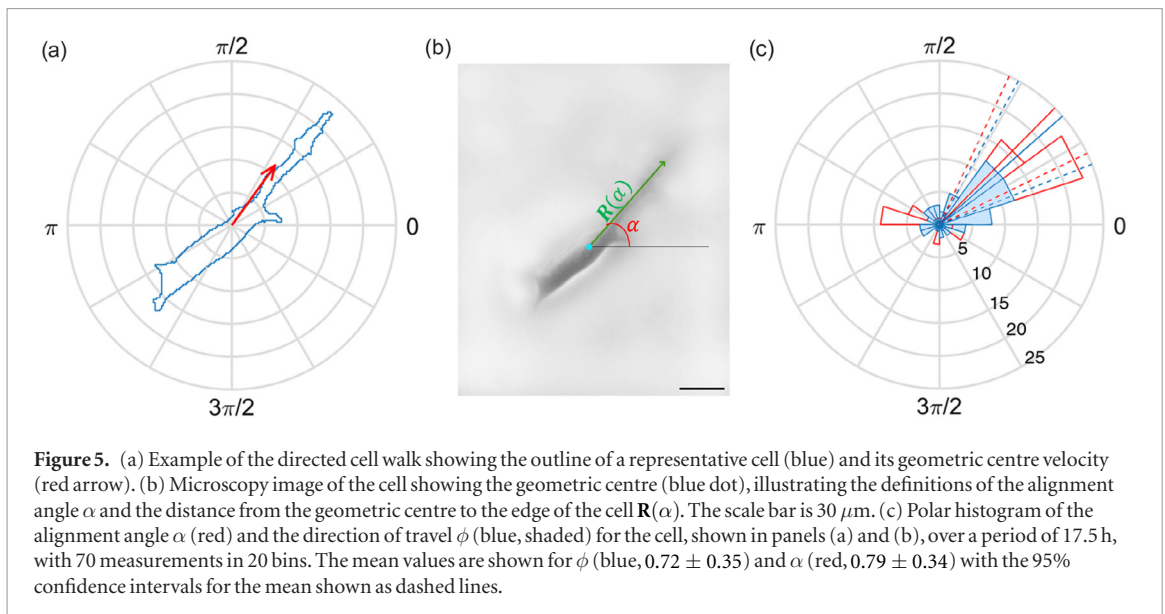 (a)
π/2
π
0
3π/2
(b)
R(α)
α
(c)
π/2
π
0
5
10
15
20
25
3π/2
Figure 5. (a) Example of the directed cell walk showing the outline of a representative cell (blue) and its geometric centre velocity
(red arrow). (b) Microscopy image of the cell showing the geometric centre (blue dot), illustrating the definitions of the alignment
angle α and the distance from the geometric centre to the edge of the cell R(α). The scale bar is 30 μm. (c) Polar histogram of the
alignment angle α (red) and the direction of travel ϕ (blue, shaded) for the cell, shown in panels (a) and (b), over a period of 17.5 h,
with 70 measurements in 20 bins. The mean values are shown for ϕ (blue, 0.72 ± 0.35) and α (red, 0.79 ± 0.34) with the 95%
confidence intervals for the mean shown as dashed lines.